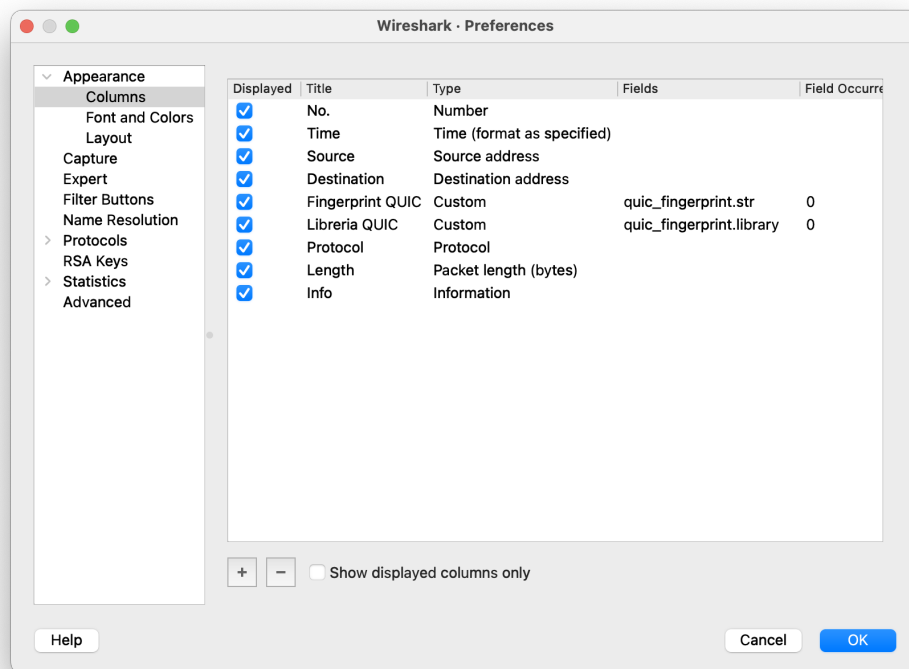 Wireshark · Preferences
Appearance
Columns
Font and Colors
Layout
Capture
Expert
Filter Buttons
Name Resolution
Protocols
RSA Keys
Statistics
Advanced
Displayed Title Type Fields Field Occurre
No. Number
Time Time (format as specified)
Source Source address
Destination Destination address
Fingerprint QUIC Custom quic_fingerprint.str 0
Libreria QUIC Custom quic_fingerprint.library 0
Protocol Protocol
Length Packet length (bytes)
Info Information
+ − Show displayed columns only
Help Cancel OK